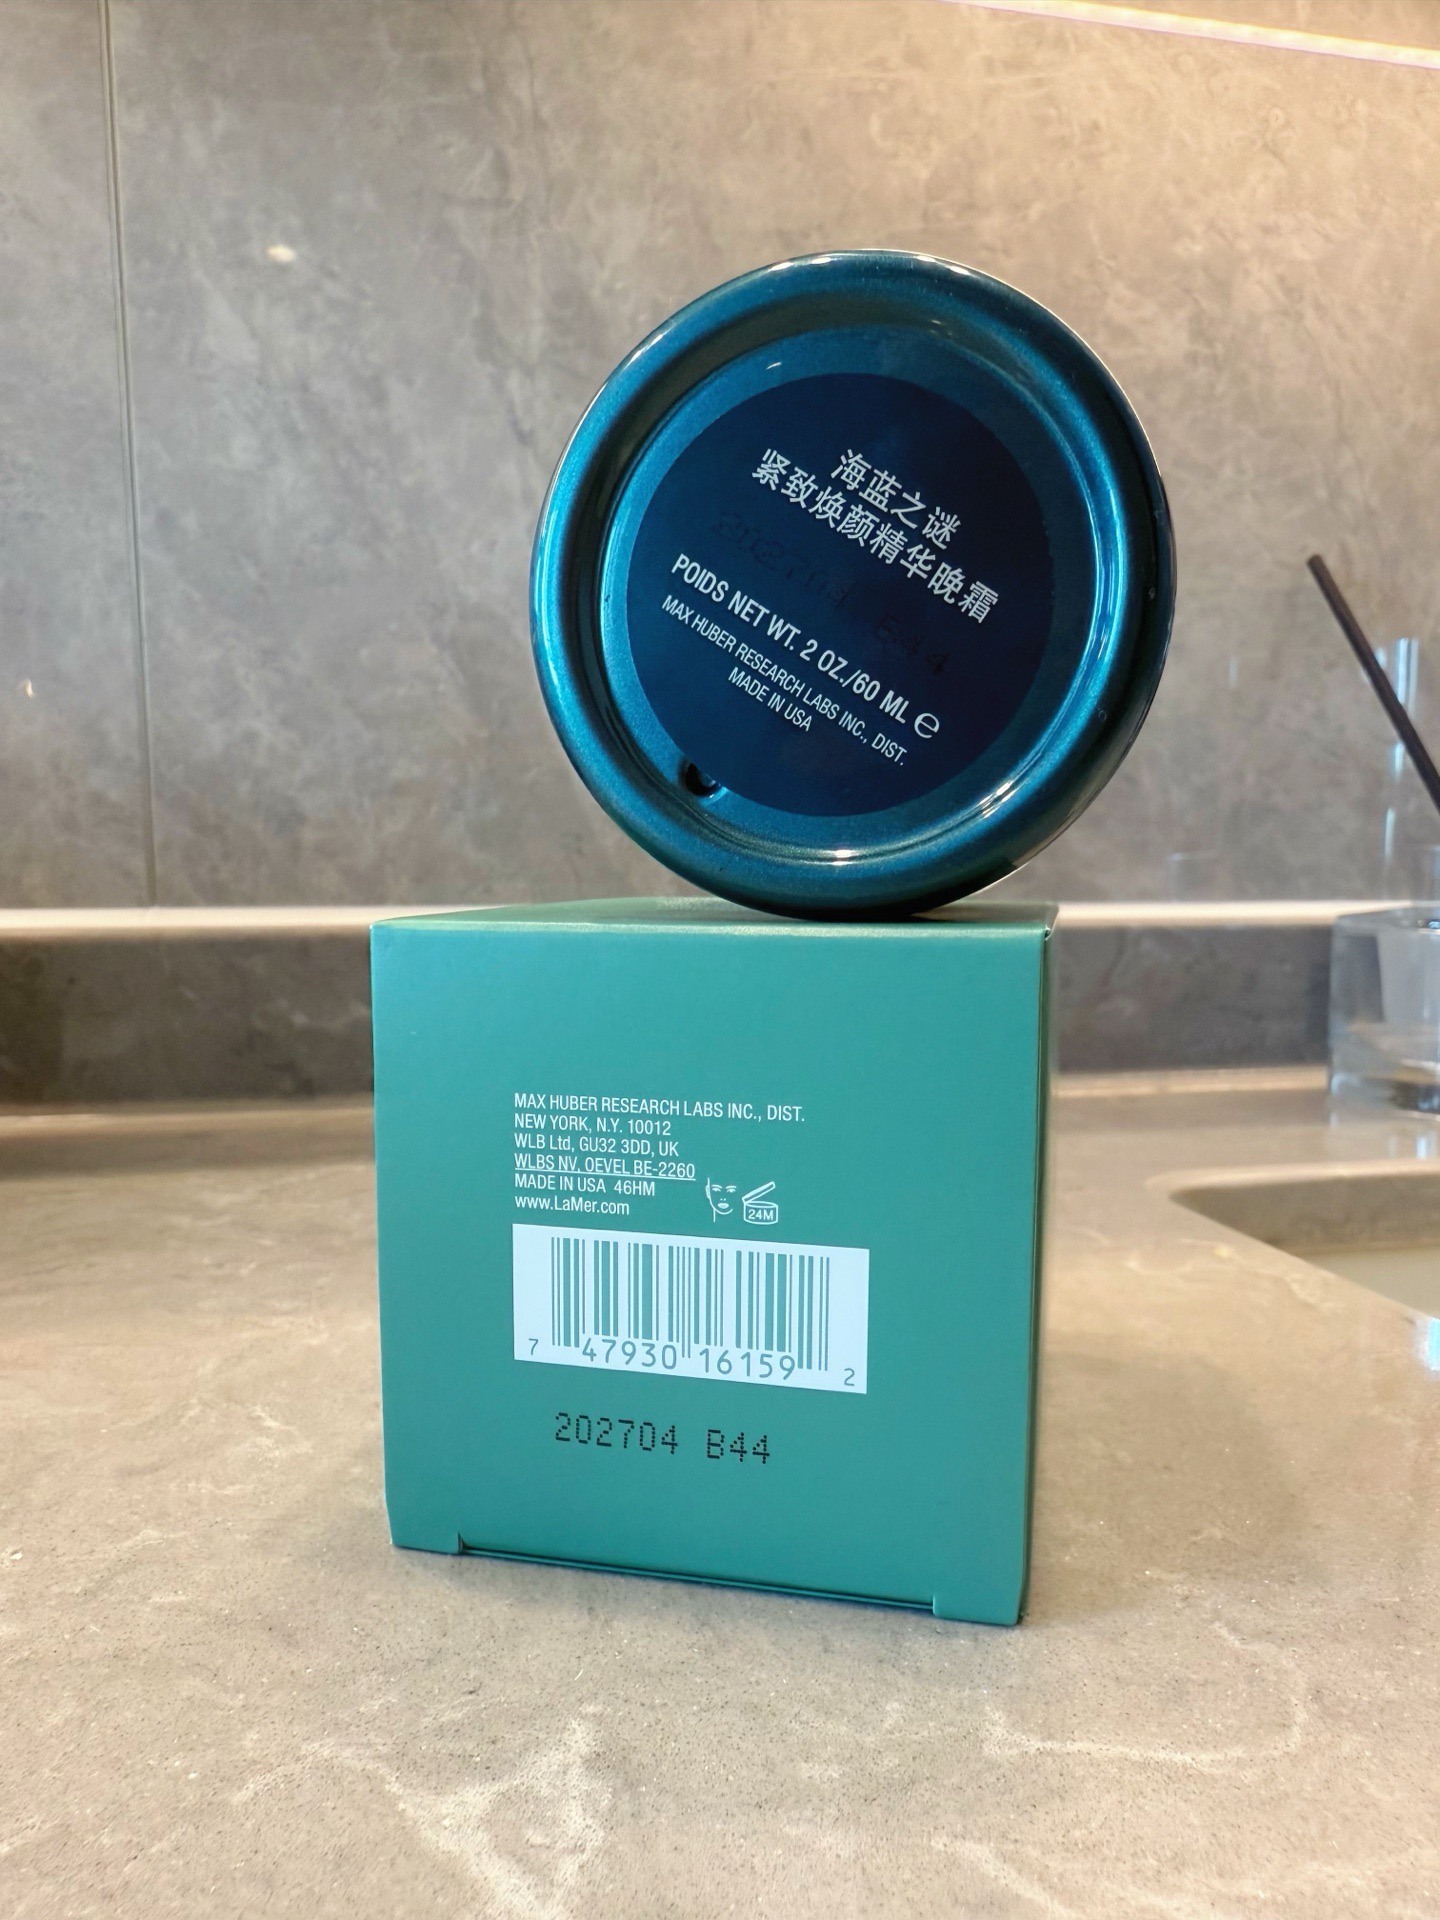 海蓝之谜
紧致焕颜精华晚霜
202704 B44
POIDS NET WT. 2 OZ./60 ML ℮
MAX HUBER RESEARCH LABS INC., DIST.
MADE IN USA
MAX HUBER RESEARCH LABS INC., DIST.
NEW YORK, N.Y. 10012
WLB Ltd, GU32 3DD, UK
WLBS NV, OEVEL BE-2260
MADE IN USA 46HM
www.LaMer.com
24M
7 47930 16159 2
202704 B44